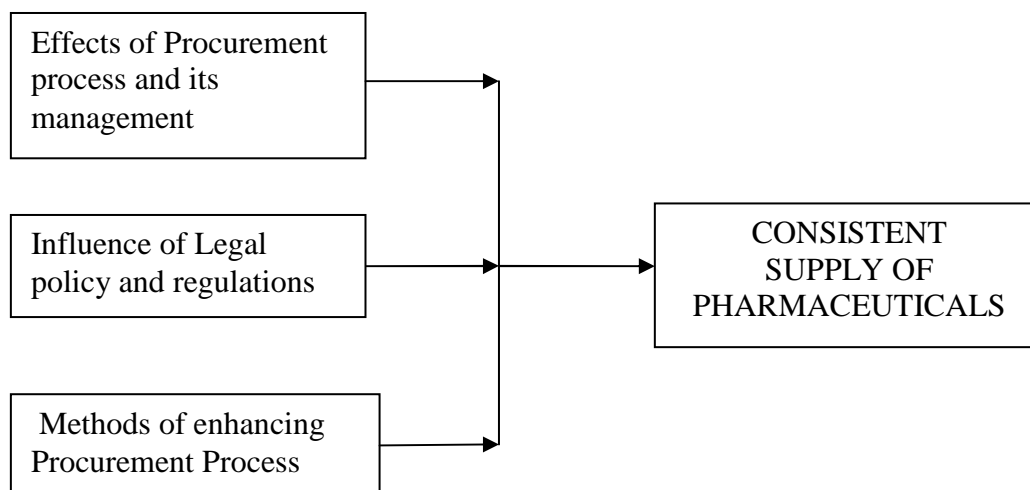 Effects of Procurement
process and its
management
Influence of Legal
policy and regulations
CONSISTENT
SUPPLY OF
PHARMACEUTICALS
Methods of enhancing
Procurement Process